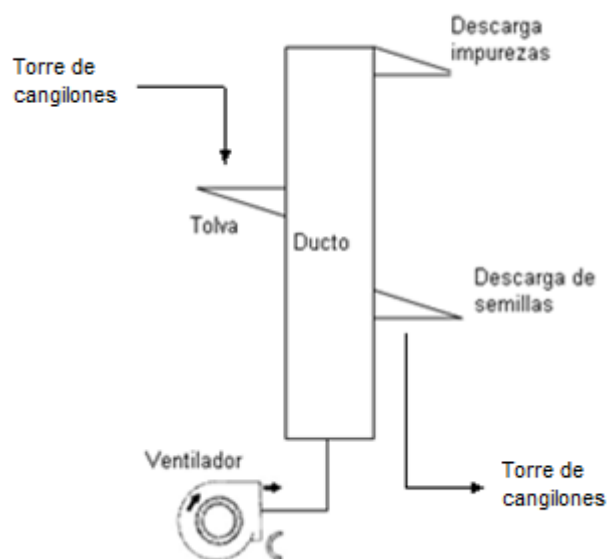 Descarga
impurezas
Torre de
cangilones
Tolva
Ducto
Descarga de
semillas
Ventilador
Torre de
cangilones